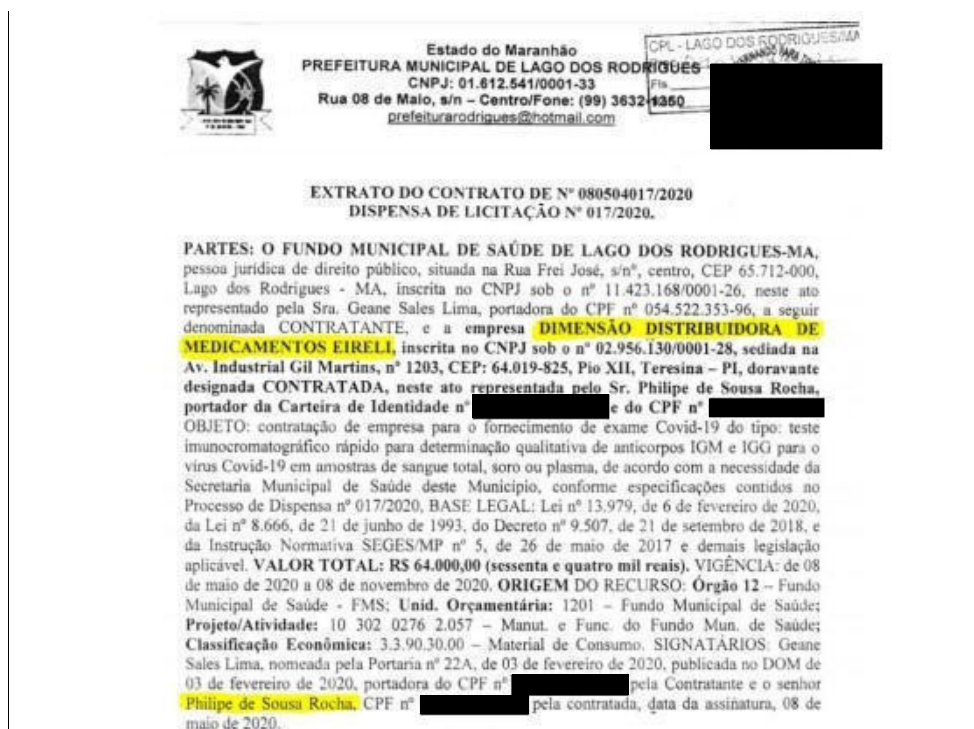 Estado do Maranhão
PREFEITURA MUNICIPAL DE LAGO DOS RODRIGUES
CNPJ: 01.612.541/0001-33
Rua 08 de Maio, s/n – Centro/Fone: (99) 3632-1350
prefeiturarodrigues@hotmail.com
CPL - LAGO DOS RODRIGUES/MA
Fls
EXTRATO DO CONTRATO DE Nº 080504017/2020
DISPENSA DE LICITAÇÃO Nº 017/2020.
PARTES: O FUNDO MUNICIPAL DE SAÚDE DE LAGO DOS RODRIGUES-MA,
pessoa jurídica de direito público, situada na Rua Frei José, s/nº, centro, CEP 65.712-000,
Lago dos Rodrigues - MA, inscrita no CNPJ sob o nº 11.423.168/0001-26, neste ato
representado pela Sra. Geane Sales Lima, portadora do CPF nº 054.522.353-96, a seguir
denominada CONTRATANTE, e a empresa DIMENSÃO DISTRIBUIDORA DE
MEDICAMENTOS EIRELI, inscrita no CNPJ sob o nº 02.956.130/0001-28, sediada na
Av. Industrial Gil Martins, nº 1203, CEP: 64.019-825, Pio XII, Teresina – PI, doravante
designada CONTRATADA, neste ato representada pelo Sr. Philipe de Sousa Rocha,
portador da Carteira de Identidade nº e do CPF nº
OBJETO: contratação de empresa para o fornecimento de exame Covid-19 do tipo: teste
imunocromatográfico rápido para determinação qualitativa de anticorpos IGM e IGG para o
vírus Covid-19 em amostras de sangue total, soro ou plasma, de acordo com a necessidade da
Secretaria Municipal de Saúde deste Município, conforme especificações contidos no
Processo de Dispensa nº 017/2020, BASE LEGAL: Lei nº 13.979, de 6 de fevereiro de 2020,
da Lei nº 8.666, de 21 de junho de 1993, do Decreto nº 9.507, de 21 de setembro de 2018, e
da Instrução Normativa SEGES/MP nº 5, de 26 de maio de 2017 e demais legislação
aplicável. VALOR TOTAL: R$ 64.000,00 (sessenta e quatro mil reais). VIGÊNCIA: de 08
de maio de 2020 a 08 de novembro de 2020. ORIGEM DO RECURSO: Órgão 12 – Fundo
Municipal de Saúde - FMS; Unid. Orçamentária: 1201 – Fundo Municipal de Saúde;
Projeto/Atividade: 10 302 0276 2.057 – Manut. e Func. do Fundo Mun. de Saúde;
Classificação Econômica: 3.3.90.30.00 – Material de Consumo. SIGNATÁRIOS: Geane
Sales Lima, nomeada pela Portaria nº 22A, de 03 de fevereiro de 2020, publicada no DOM de
03 de fevereiro de 2020, portadora do CPF nº pela Contratante e o senhor
Philipe de Sousa Rocha, CPF nº pela contratada, data da assinatura, 08 de
maio de 2020.